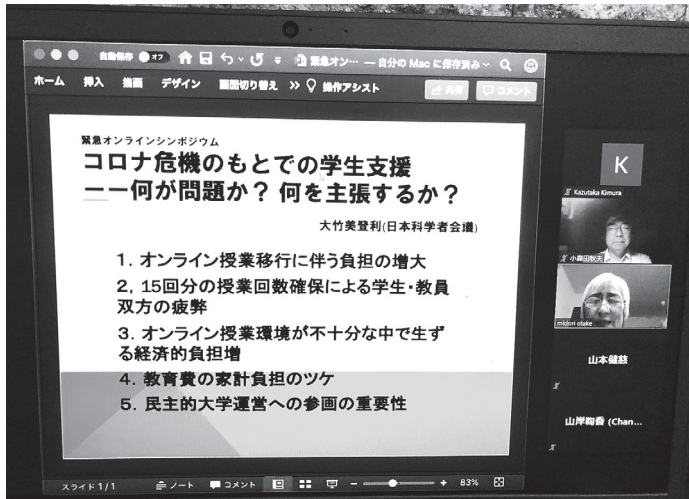 自動保存 オフ
緊急オン… — 自分の Mac に保存済み
ホーム 挿入 描画 デザイン 画面切り替え >> 操作アシスト
共有 コメント
緊急オンラインシンポジウム
コロナ危機のもとでの学生支援
ーー何が問題か？何を主張するか？
大竹美登利(日本科学者会議)
1. オンライン授業移行に伴う負担の増大
2, 15回分の授業回数確保による学生・教員
双方の疲弊
3. オンライン授業環境が不十分な中で生ず
る経済的負担増
4. 教育費の家計負担のツケ
5. 民主的大学運営への参画の重要性
スライド 1/1 ノート コメント 83%
K
Kazutaka Kimura
小森田秋夫
midori otake
山本健慈
山岸鞠香 (Chan...